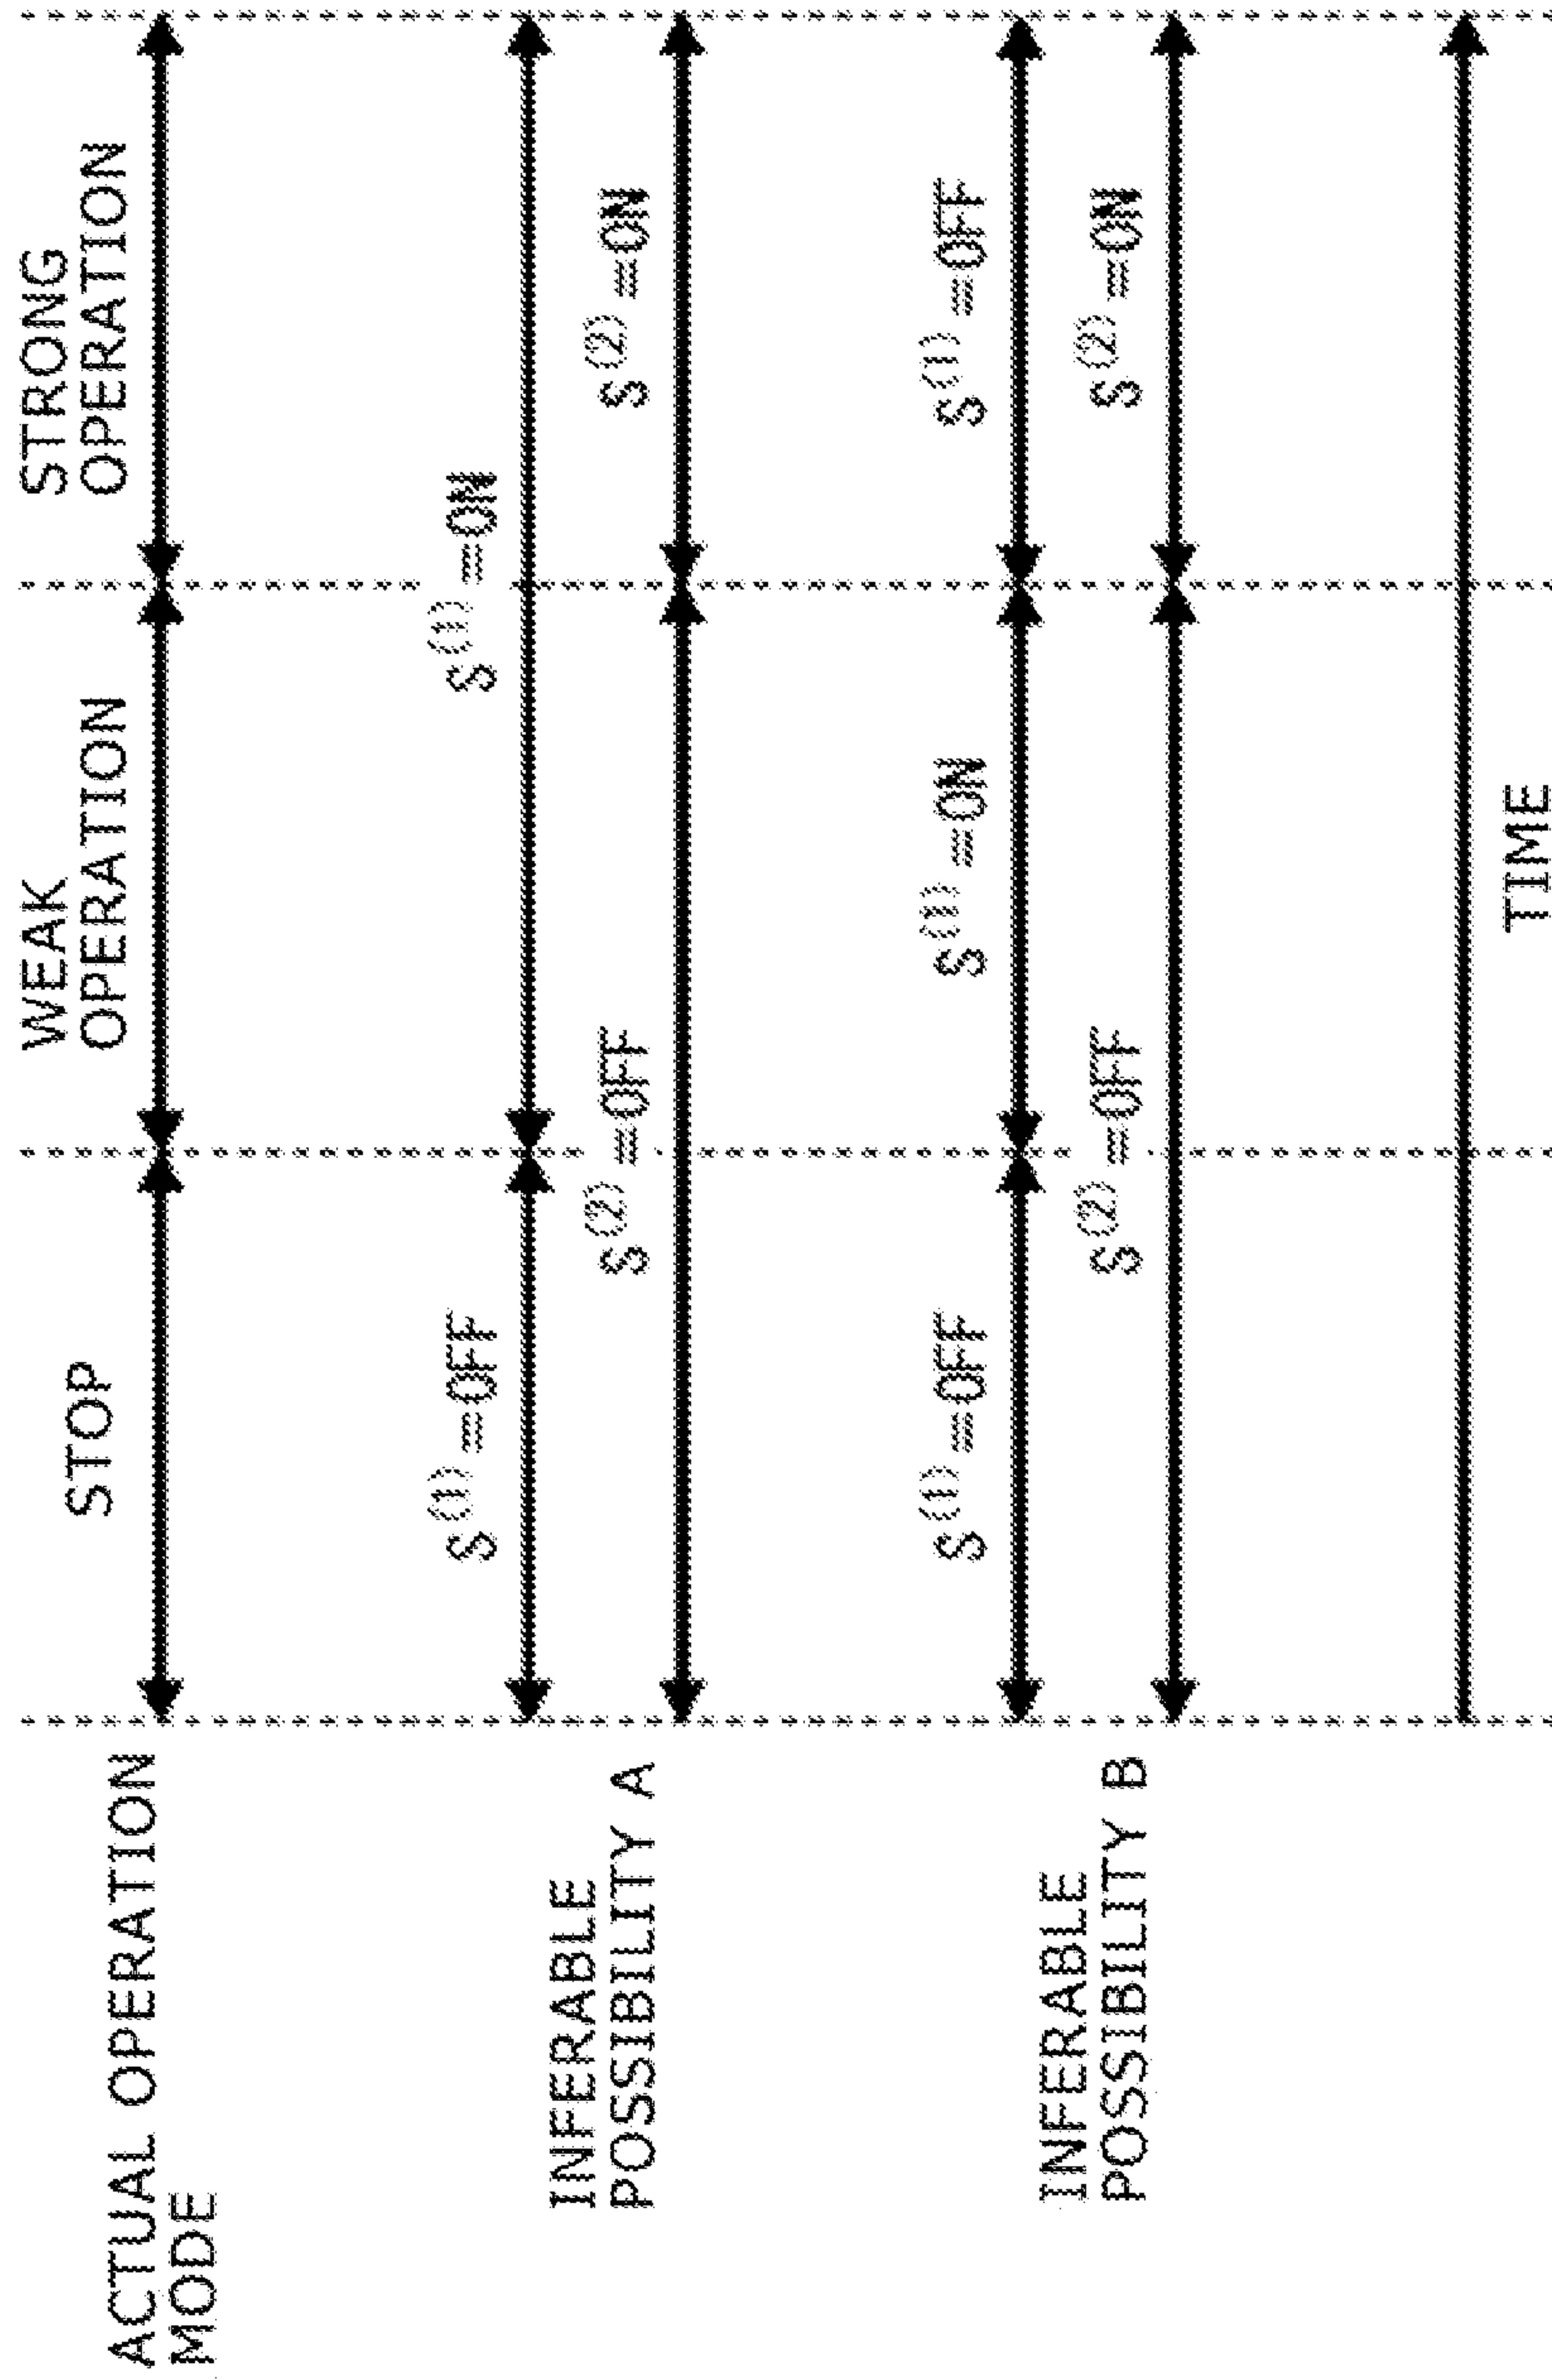 STOP
WEAK
OPERATION
STRONG
OPERATION
ACTUAL OPERATION
MODE
S(1)=OFF
S(1)=ON
INFERABLE
POSSIBILITY A
S(2)=OFF
S(2)=ON
S(1)=OFF
S(1)=ON
S(1)=OFF
INFERABLE
POSSIBILITY B
S(2)=OFF
S(2)=ON
TIME